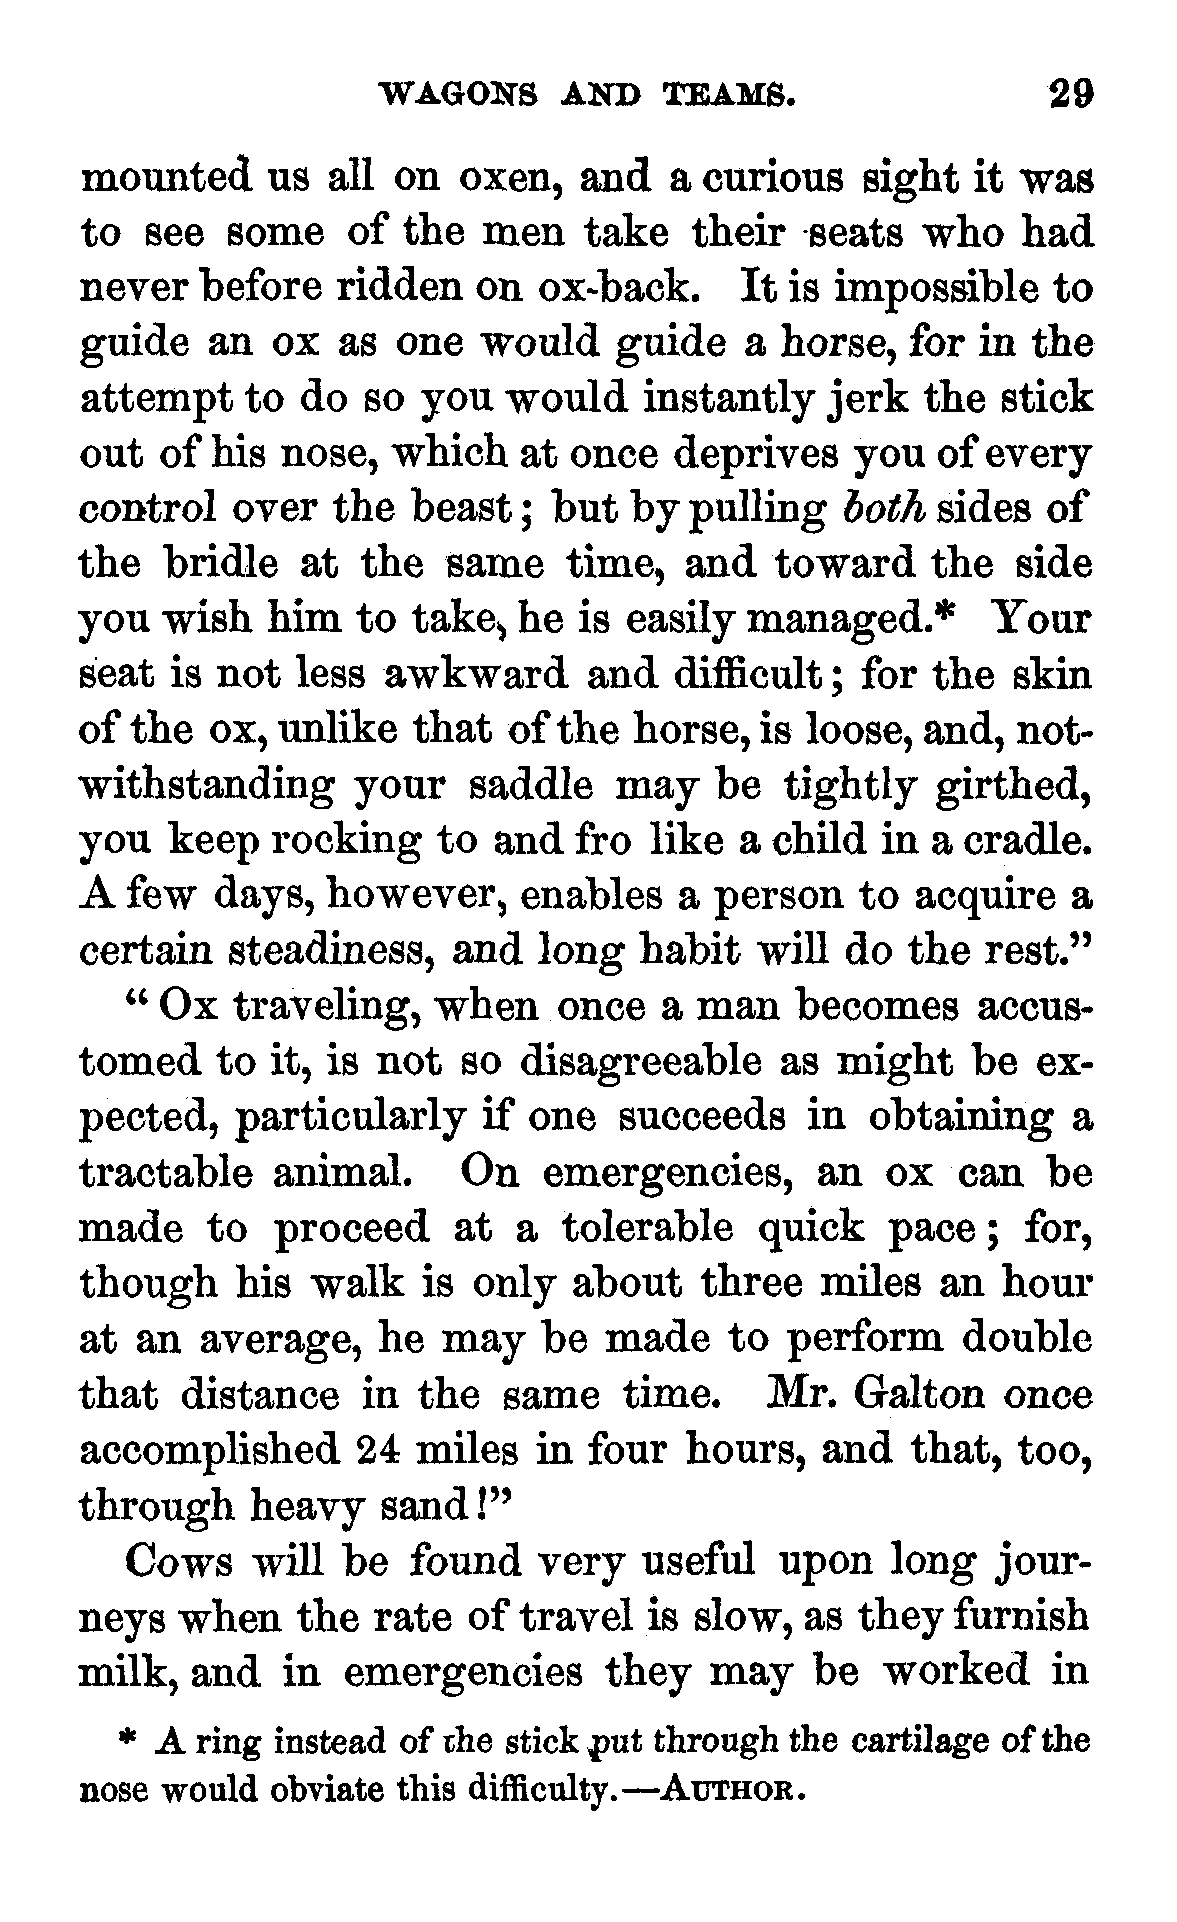 WAGONS AND TEAMS. 29
mounted us all on oxen, and a curious sight it was
to see some of the men take their seats who had
never before ridden on ox-back. It is impossible to
guide an ox as one would guide a horse, for in the
attempt to do so you would instantly jerk the stick
out of his nose, which at once deprives you of every
control over the beast; but by pulling both sides of
the bridle at the same time, and toward the side
you wish him to take, he is easily managed.* Your
seat is not less awkward and difficult; for the skin
of the ox, unlike that of the horse, is loose, and, not-
withstanding your saddle may be tightly girthed,
you keep rocking to and fro like a child in a cradle.
A few days, however, enables a person to acquire a
certain steadiness, and long habit will do the rest.”
“Ox traveling, when once a man becomes accus-
tomed to it, is not so disagreeable as might be ex-
pected, particularly if one succeeds in obtaining a
tractable animal. On emergencies, an ox can be
made to proceed at a tolerable quick pace; for,
though his walk is only about three miles an hour
at an average, he may be made to perform double
that distance in the same time. Mr. Galton once
accomplished 24 miles in four hours, and that, too,
through heavy sand!”
Cows will be found very useful upon long jour-
neys when the rate of travel is slow, as they furnish
milk, and in emergencies they may be worked in
* A ring instead of the stick put through the cartilage of the
nose would obviate this difficulty.—AUTHOR.